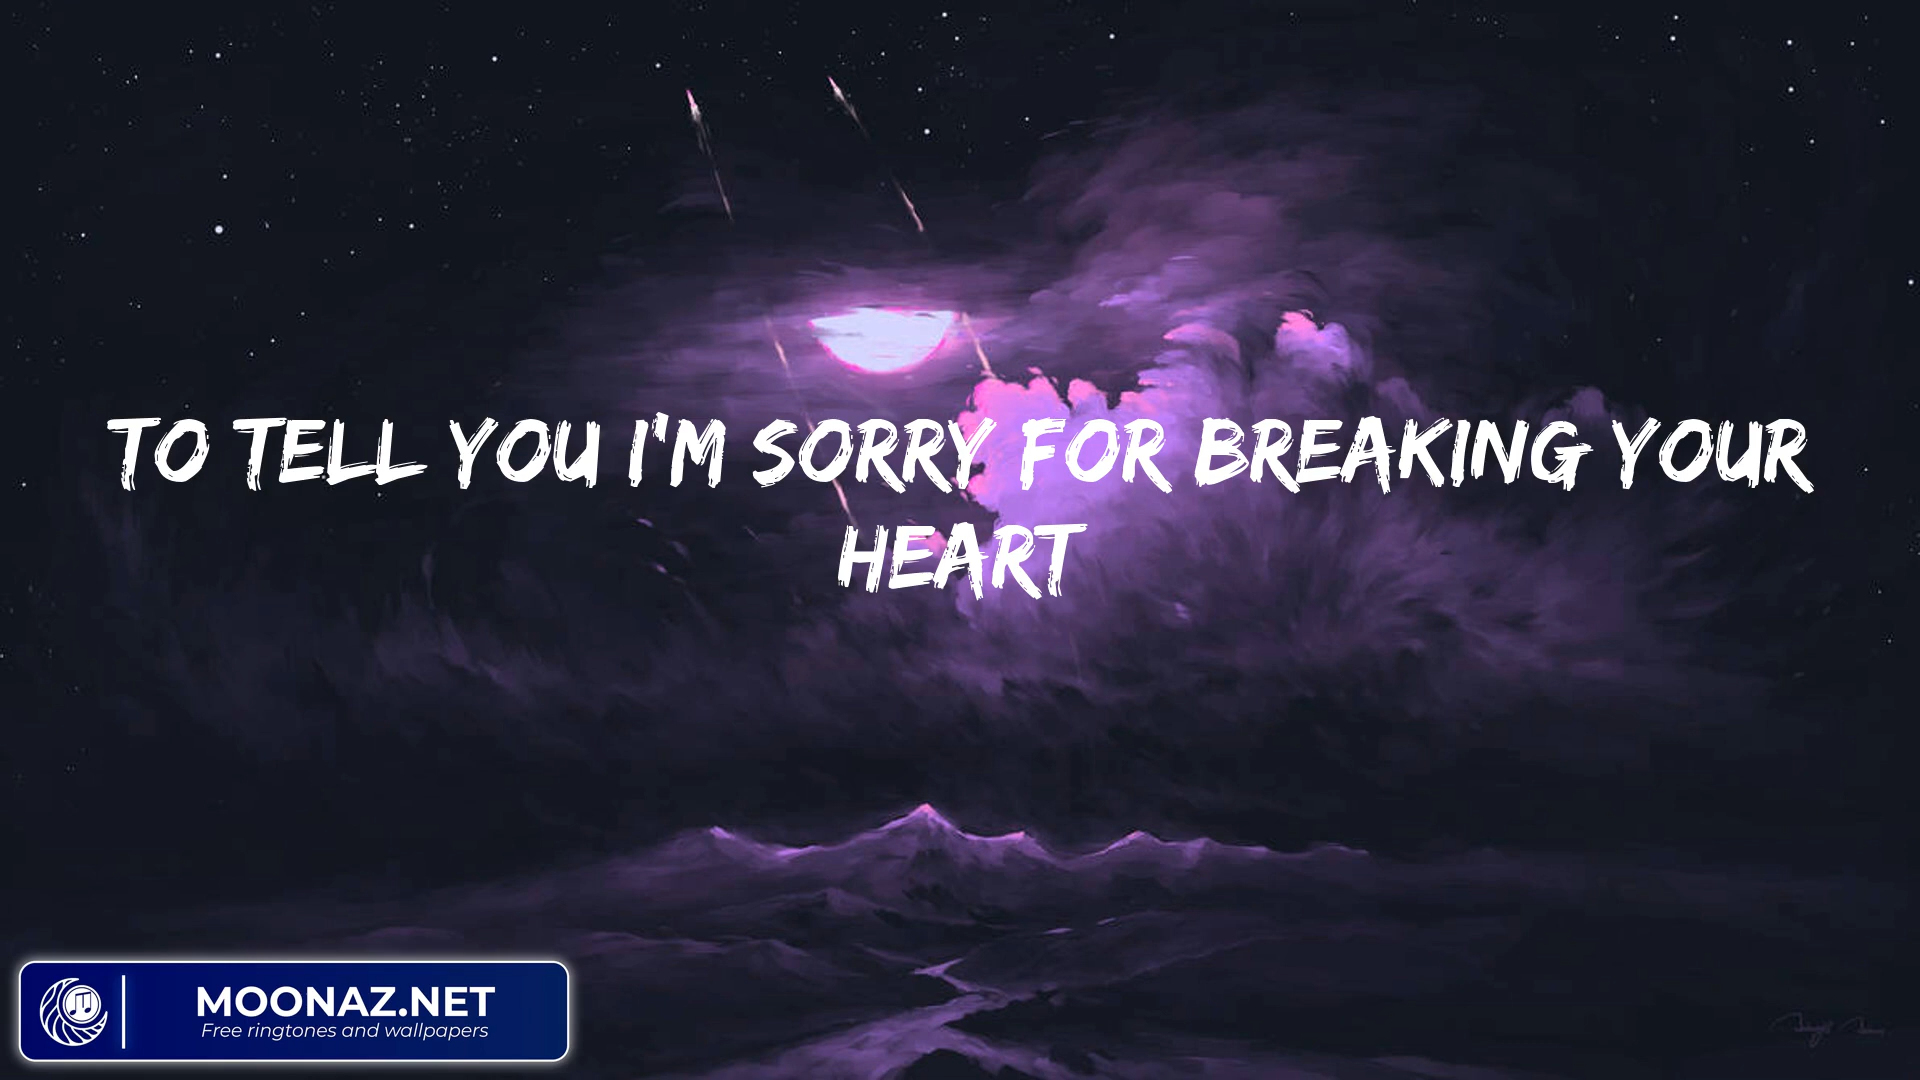 TO TELL YOU I'M SORRY FOR BREAKING YOUR
HEART
MOONAZ.NET
Free ringtones and wallpapers